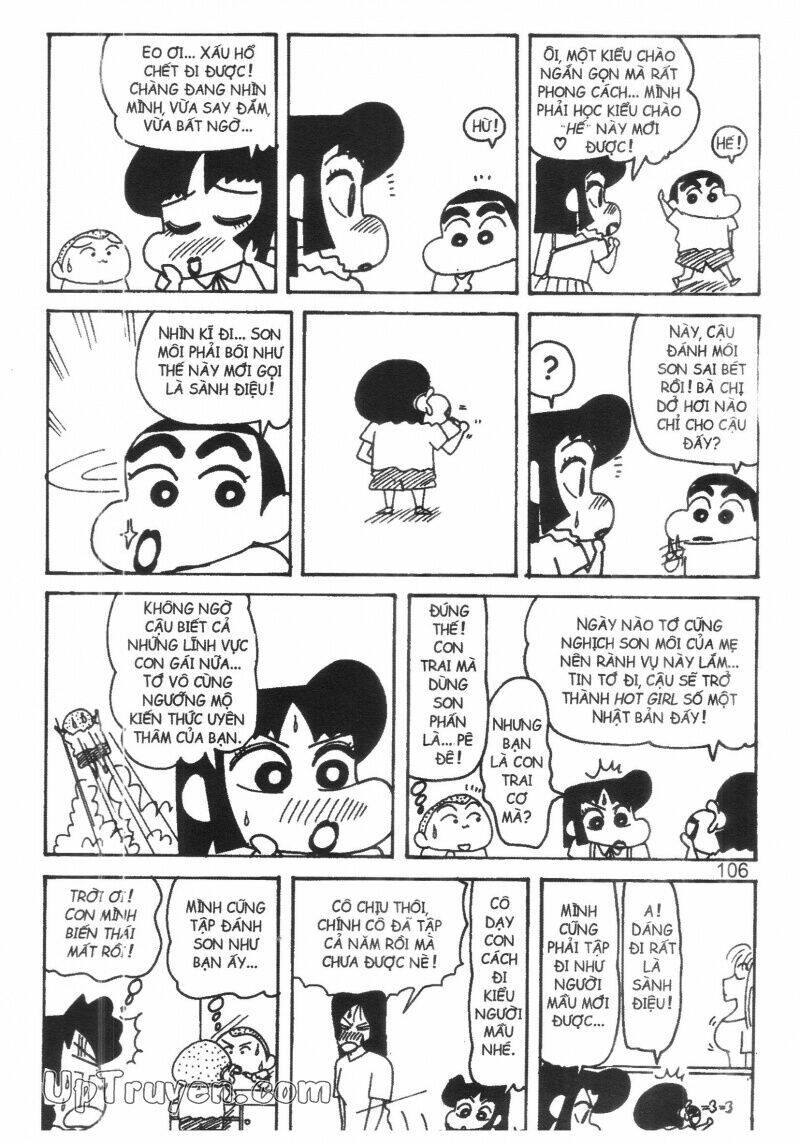 HẾ!
ÔI, MỘT KIỂU CHÀO
NGẮN GỌN MÀ RẤT
PHONG CÁCH... MÌNH
PHẢI HỌC KIỂU CHÀO
"HẾ" NÀY MỚI
ĐƯỢC!
HỪ!
EO ƠI... XẤU HỔ
CHẾT ĐI ĐƯỢC!
CHÀNG ĐANG NHÌN
MÌNH, VỪA SAY ĐẮM,
VỪA BẤT NGỜ...
NÀY, CẬU
ĐÁNH MÔI
SON SAI BÉT
RỒI! BÀ CHỊ
DỞ HƠI NÀO
CHỈ CHO CẬU
ĐẤY?
?
NHÌN KĨ ĐI... SON
MÔI PHẢI BÔI NHƯ
THẾ NÀY MỚI GỌI
LÀ SÀNH ĐIỆU!
NGÀY NÀO TỚ CŨNG
NGHỊCH SON MÔI CỦA MẸ
NÊN RÀNH VỤ NÀY LẮM...
TIN TỚ ĐI, CẬU SẼ TRỞ
THÀNH HOT GIRL SỐ MỘT
NHẬT BẢN ĐẤY!
NHƯNG
BẠN
LÀ CON
TRAI
CƠ
MÀ?
ĐÚNG
THẾ!
CON
TRAI MÀ
DÙNG
SON
PHẤN
LÀ... PÊ
ĐÊ!
KHÔNG NGỜ
CẬU BIẾT CẢ
NHỮNG LĨNH VỰC
CON GÁI NỮA...
TỚ VÔ CÙNG
NGƯỠNG MỘ
KIẾN THỨC UYÊN
THÂM CỦA BẠN.
106
A!
DÁNG
ĐI RẤT
LÀ
SÀNH
ĐIỆU!
MÌNH
CŨNG
PHẢI TẬP
ĐI NHƯ
NGƯỜI
MẪU MỚI
ĐƯỢC...
=3=3
CÔ
DẠY
CON
CÁCH
ĐI
KIỂU
NGƯỜI
MẪU
NHÉ.
CÔ CHỊU THÔI,
CHÍNH CÔ ĐÃ TẬP
CẢ NĂM RỒI MÀ
CHƯA ĐƯỢC NÈ!
MÌNH CŨNG
TẬP ĐÁNH
SON NHƯ
BẠN ẤY...
TRỜI ƠI!
CON MÌNH
BIẾN THÁI
MẤT RỒI!
UpTruyen.com